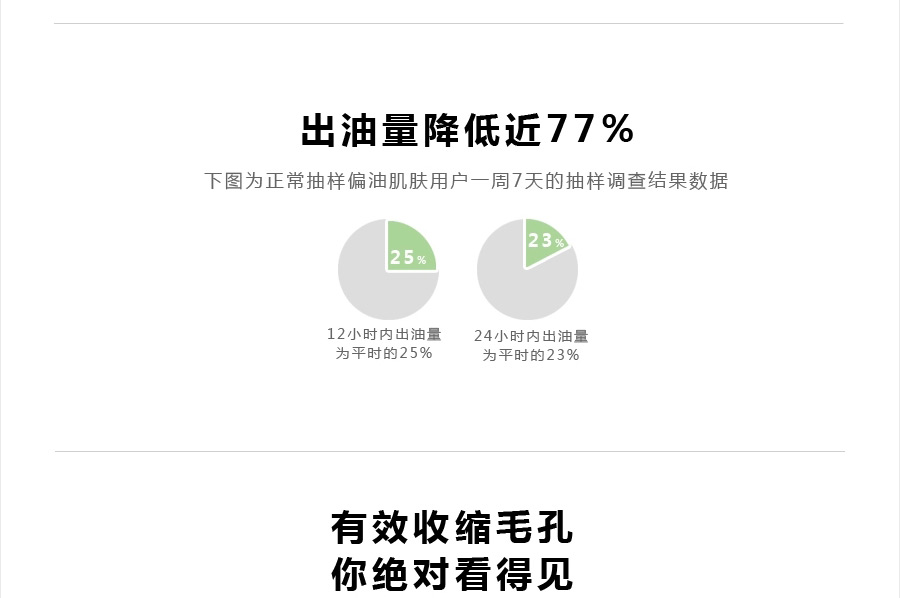 出油量降低近77%
下图为正常抽样偏油肌肤用户一周7天的抽样调查结果数据
25%
23%
12小时内出油量
为平时的25%
24小时内出油量
为平时的23%
有效收缩毛孔
你绝对看得见